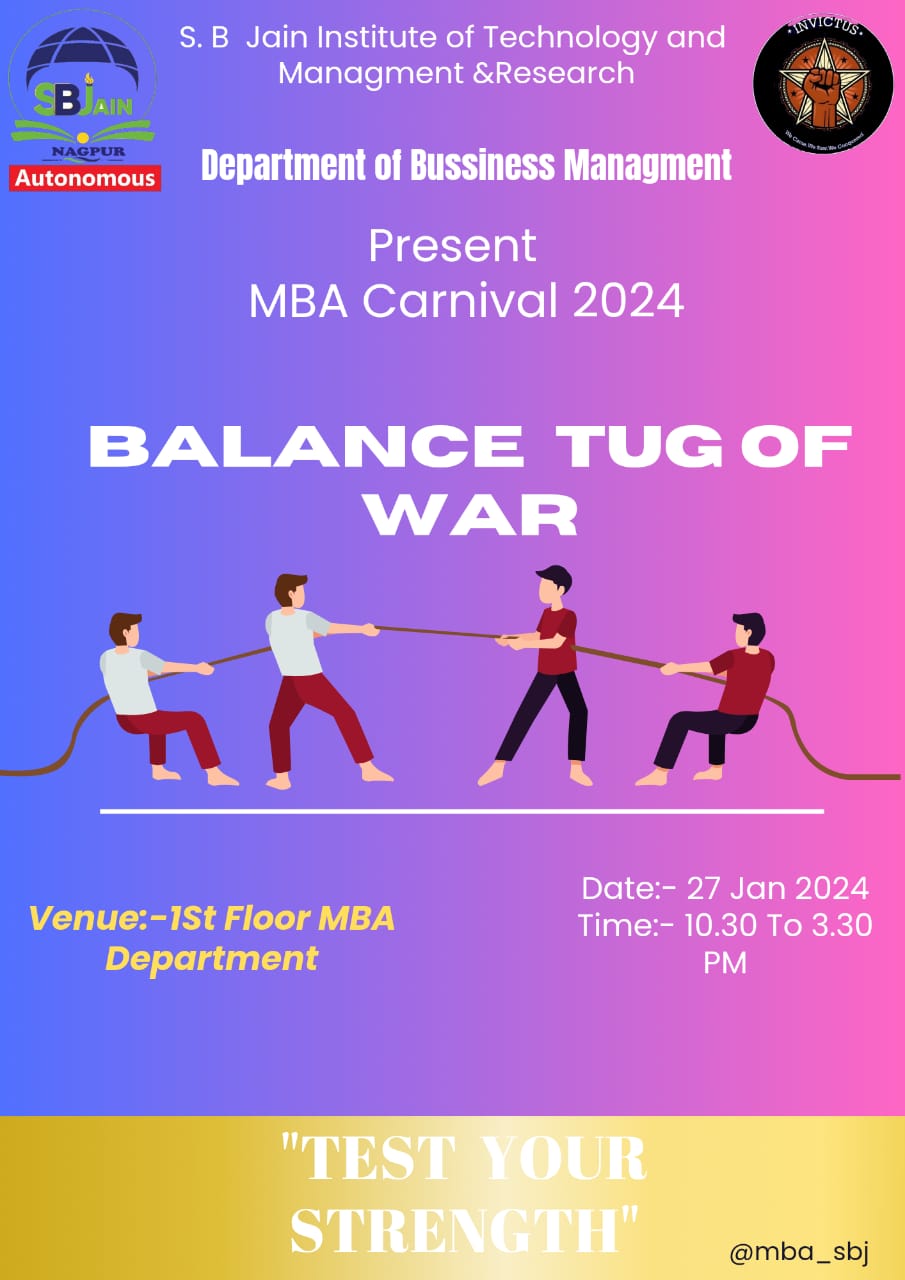 S. B Jain Institute of Technology and
Managment &Research
SBJAIN
NAGPUR
Autonomous
INVICTUS
Department of Bussiness Managment
Present
MBA Carnival 2024
BALANCE TUG OF
WAR
Venue:-1St Floor MBA
Department
Date:- 27 Jan 2024
Time:- 10.30 To 3.30
PM
"TEST YOUR
STRENGTH"
@mba_sbj